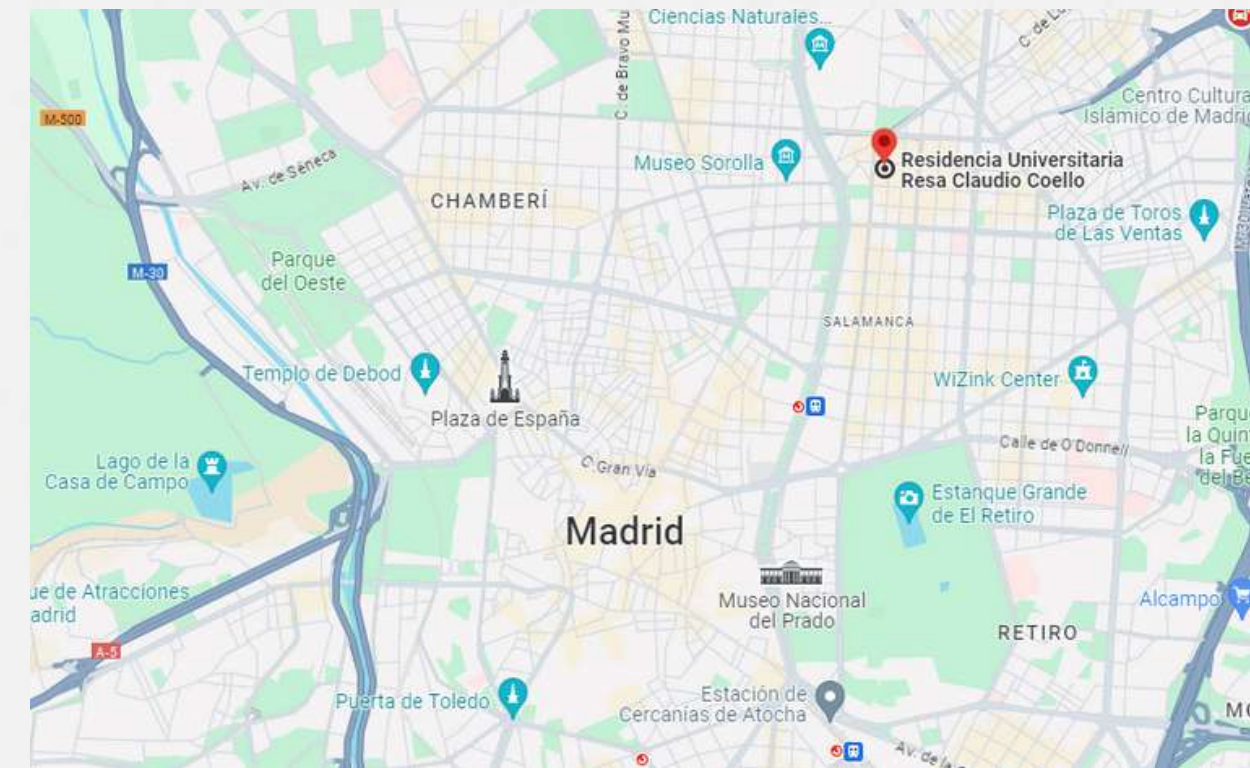 Ciencias Naturales...
C. de Bravo Mu
M-500
Centro Cultura
Islámico de Madrid
Museo Sorolla
Residencia Universitaria
Resa Claudio Coello
Av. de Séneca
CHAMBERÍ
Plaza de Toros
de Las Ventas
Parque
del Oeste
M-30
SALAMANCA
Templo de Debod
WiZink Center
Plaza de España
Parqu
la Quin
la Fue
del Be
Calle de O'Donnell
Lago de la
Casa de Campo
C. Gran Vía
Estanque Grande
de El Retiro
Madrid
ue de Atracciones
adrid
Museo Nacional
del Prado
Alcampo
RETIRO
A-5
Puerta de Toledo
Estación de
Cercanías de Atocha
Av. de la